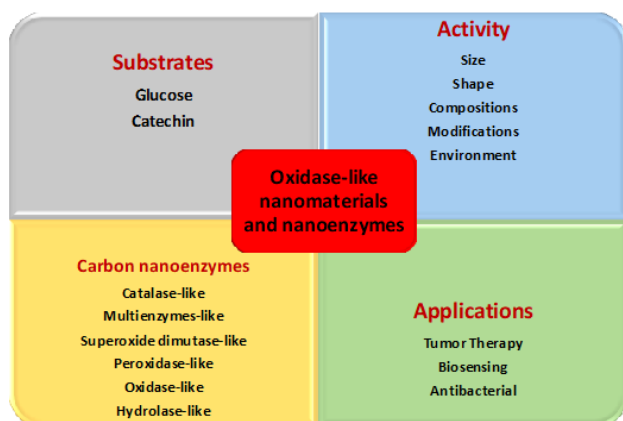 Substrates
Glucose
Catechin
Activity
Size
Shape
Compositions
Modifications
Environment
Oxidase-like
nanomaterials
and nanoenzymes
Carbon nanoenzymes
Catalase-like
Multienzymes-like
Superoxide dimutase-like
Peroxidase-like
Oxidase-like
Hydrolase-like
Applications
Tumor Therapy
Biosensing
Antibacterial